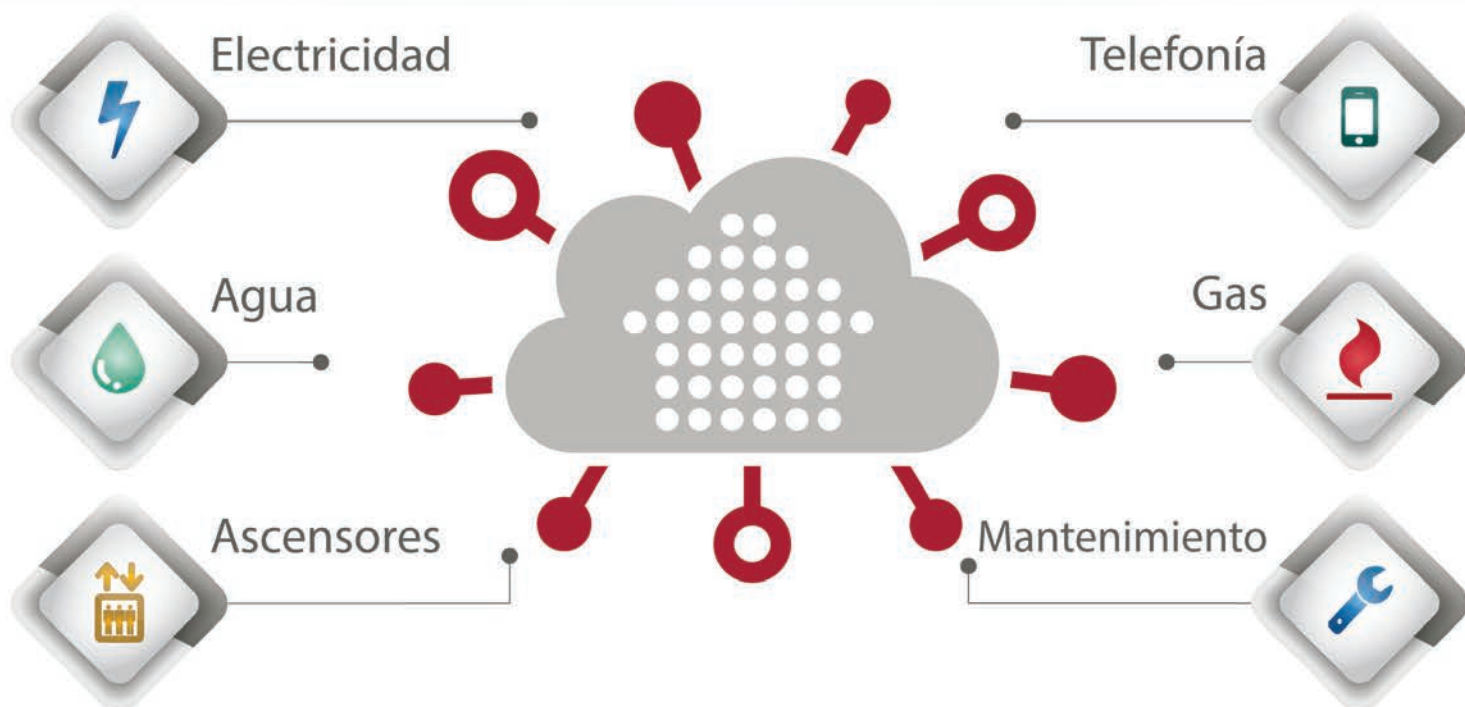 Electricidad
Telefonía
Agua
Gas
Ascensores
Mantenimiento